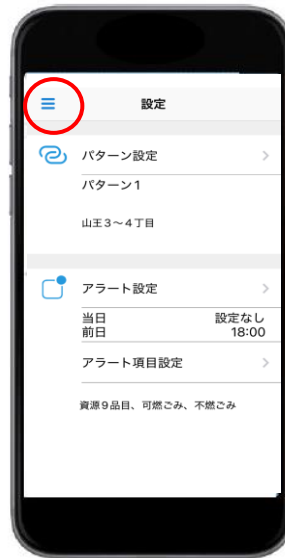 設定
パターン設定
パターン1
山王3～4丁目
アラート設定
当日 設定なし
前日 18:00
アラート項目設定
資源9品目、可燃ごみ、不燃ごみ